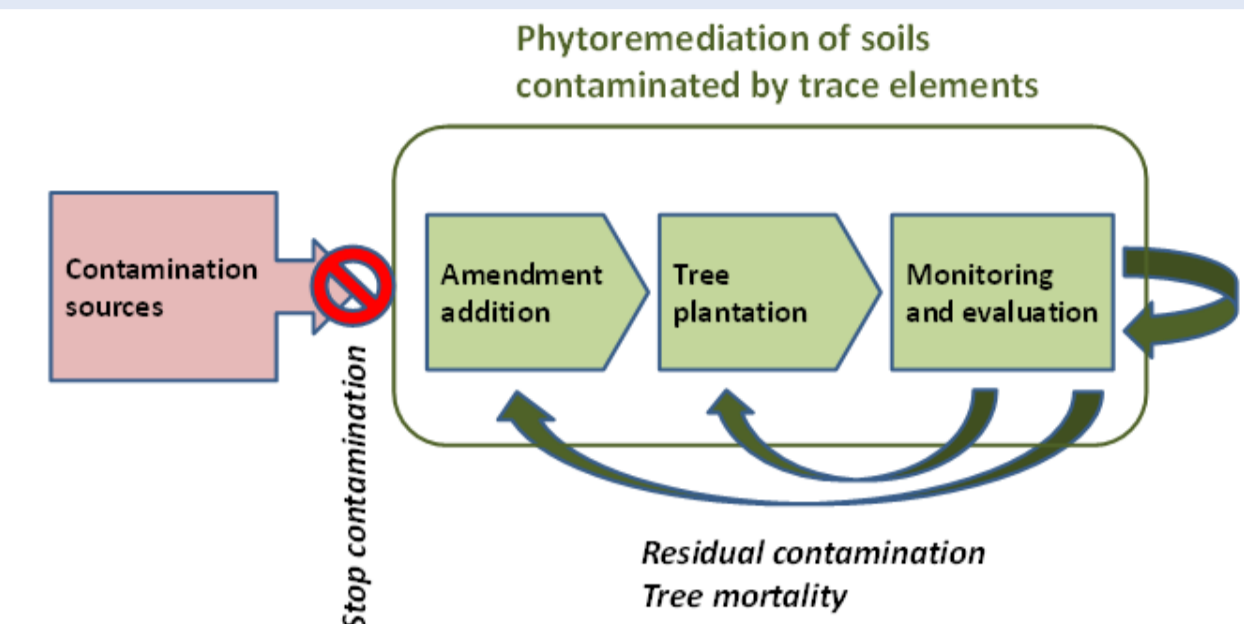 Phytoremediation of soils
contaminated by trace elements
Contamination
sources
Amendment
addition
Tree
plantation
Monitoring
and evaluation
Stop contamination
Residual contamination
Tree mortality